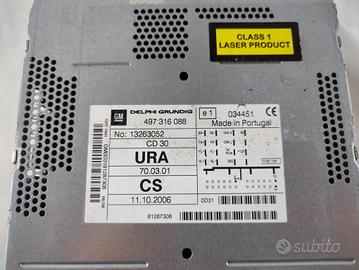 CLASS 1
LASER PRODUCT
GM
DELPHI GRUNDIG
497 316 088
e1
034451
Made in Portugal
No: 13263052
CD 30
URA
70.03.01
CS
11.10.2006
81287308
0D31
subito